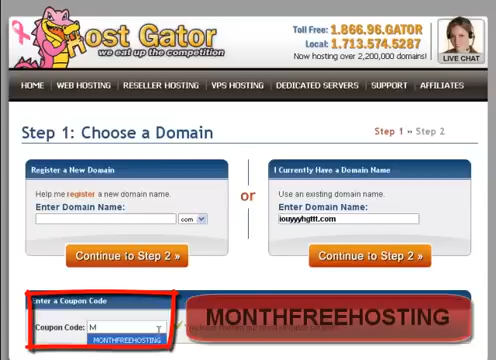 Host Gator
we eat up the competition
Toll Free: 1.866.96.GATOR
Local: 1.713.574.5287
Now hosting over 2,200,000 domains!
LIVE CHAT
HOME WEB HOSTING RESELLER HOSTING VPS HOSTING DEDICATED SERVERS SUPPORT AFFILIATES
Step 1: Choose a Domain
Step 1 ›› Step 2
Register a New Domain
Help me register a new domain name.
Enter Domain Name:
com
Continue to Step 2 »
or
I Currently Have a Domain Name
Use an existing domain name.
Enter Domain Name:
iouyyyhgttt.com
Continue to Step 2 »
Enter a Coupon Code
Coupon Code: M
MONTHFREEHOSTING
MONTHFREEHOSTING